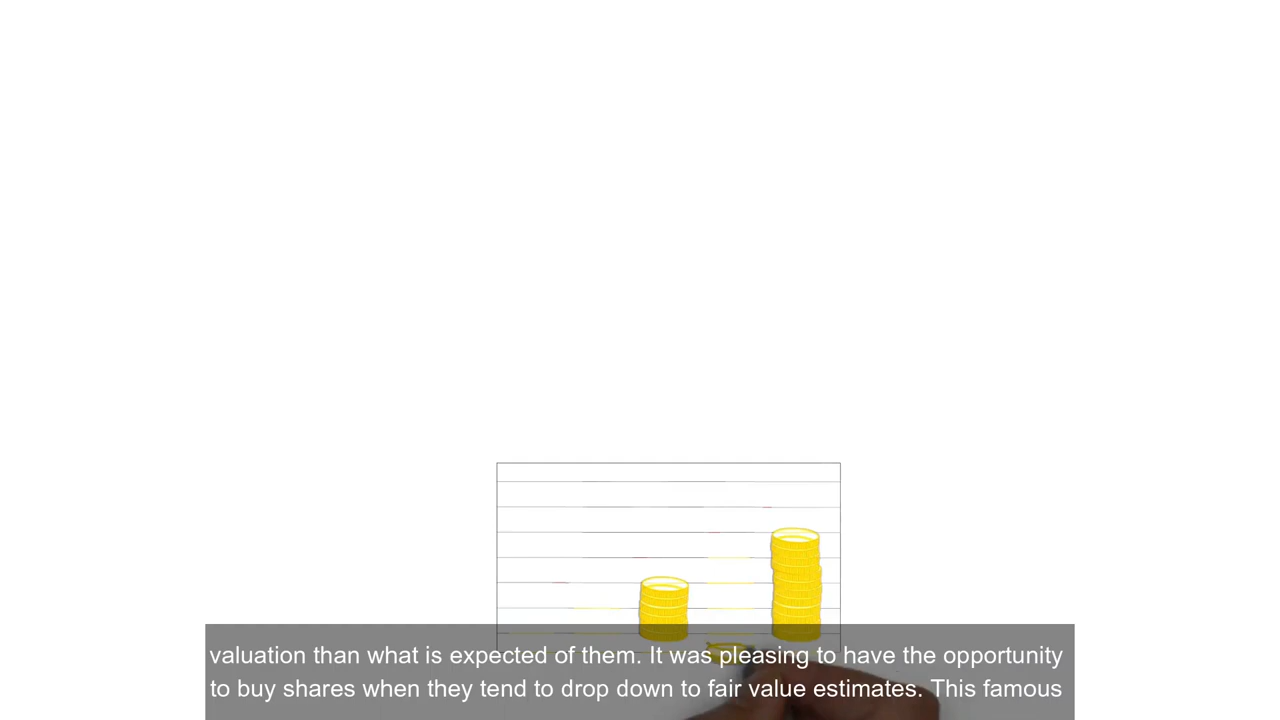 valuation than what is expected of them. It was pleasing to have the opportunity
to buy shares when they tend to drop down to fair value estimates. This famous